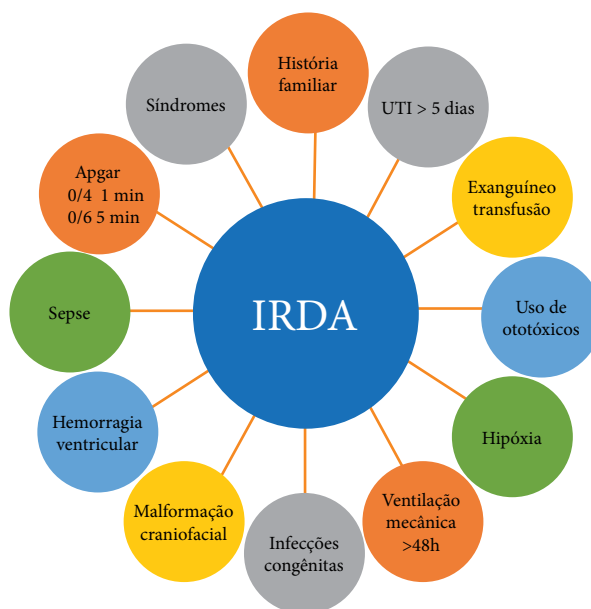 História
familiar
UTI > 5 dias
Exanguíneo
transfusão
Uso de
ototóxicos
Hipóxia
Ventilação
mecânica
>48h
Infecções
congênitas
Malformação
craniofacial
Hemorragia
ventricular
Sepse
Apgar
0/4 1 min
0/6 5 min
Síndromes
IRDA